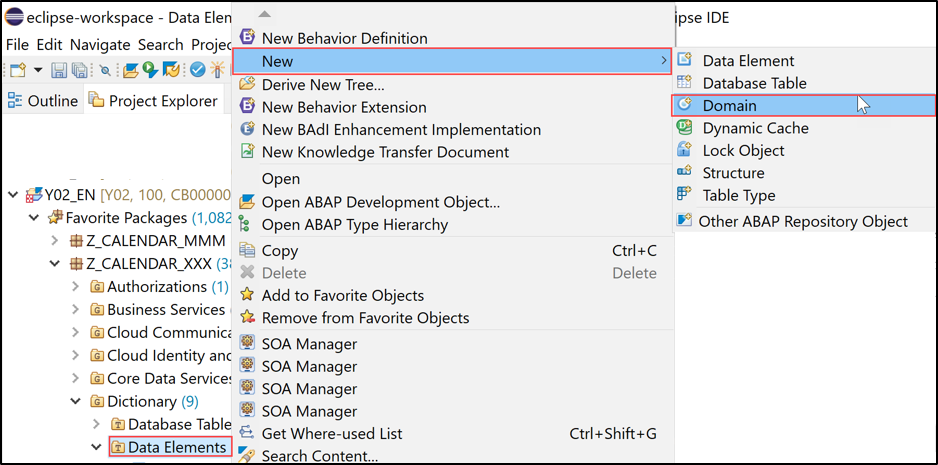 eclipse-workspace - Data Elem
ipse IDE
File Edit Navigate Search Projec
Outline Project Explorer
Y02_EN [Y02, 100, CB00000
Favorite Packages (1,082
Z_CALENDAR_MMM
Z_CALENDAR_XXX (38
Authorizations (1)
Business Services
Cloud Communica
Cloud Identity and
Core Data Services
Dictionary (9)
Database Table
Data Elements
New Behavior Definition
New
Derive New Tree...
New Behavior Extension
New BAdI Enhancement Implementation
New Knowledge Transfer Document
Open
Open ABAP Development Object...
Open ABAP Type Hierarchy
Copy Ctrl+C
Delete Delete
Add to Favorite Objects
Remove from Favorite Objects
SOA Manager
SOA Manager
SOA Manager
SOA Manager
Get Where-used List Ctrl+Shift+G
Search Content...
Data Element
Database Table
Domain
Dynamic Cache
Lock Object
Structure
Table Type
Other ABAP Repository Object